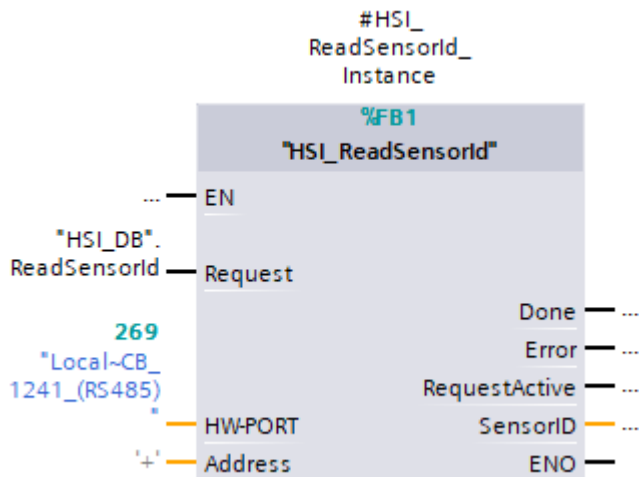 #HSI_
ReadSensorId_
Instance
%FB1
"HSI_ReadSensorId"
... EN
"HSI_DB".
ReadSensorId Request
Done ...
269 Error ...
"Local~CB_
1241_(RS485) RequestActive ...
" HW-PORT SensorID ...
'+' Address ENO